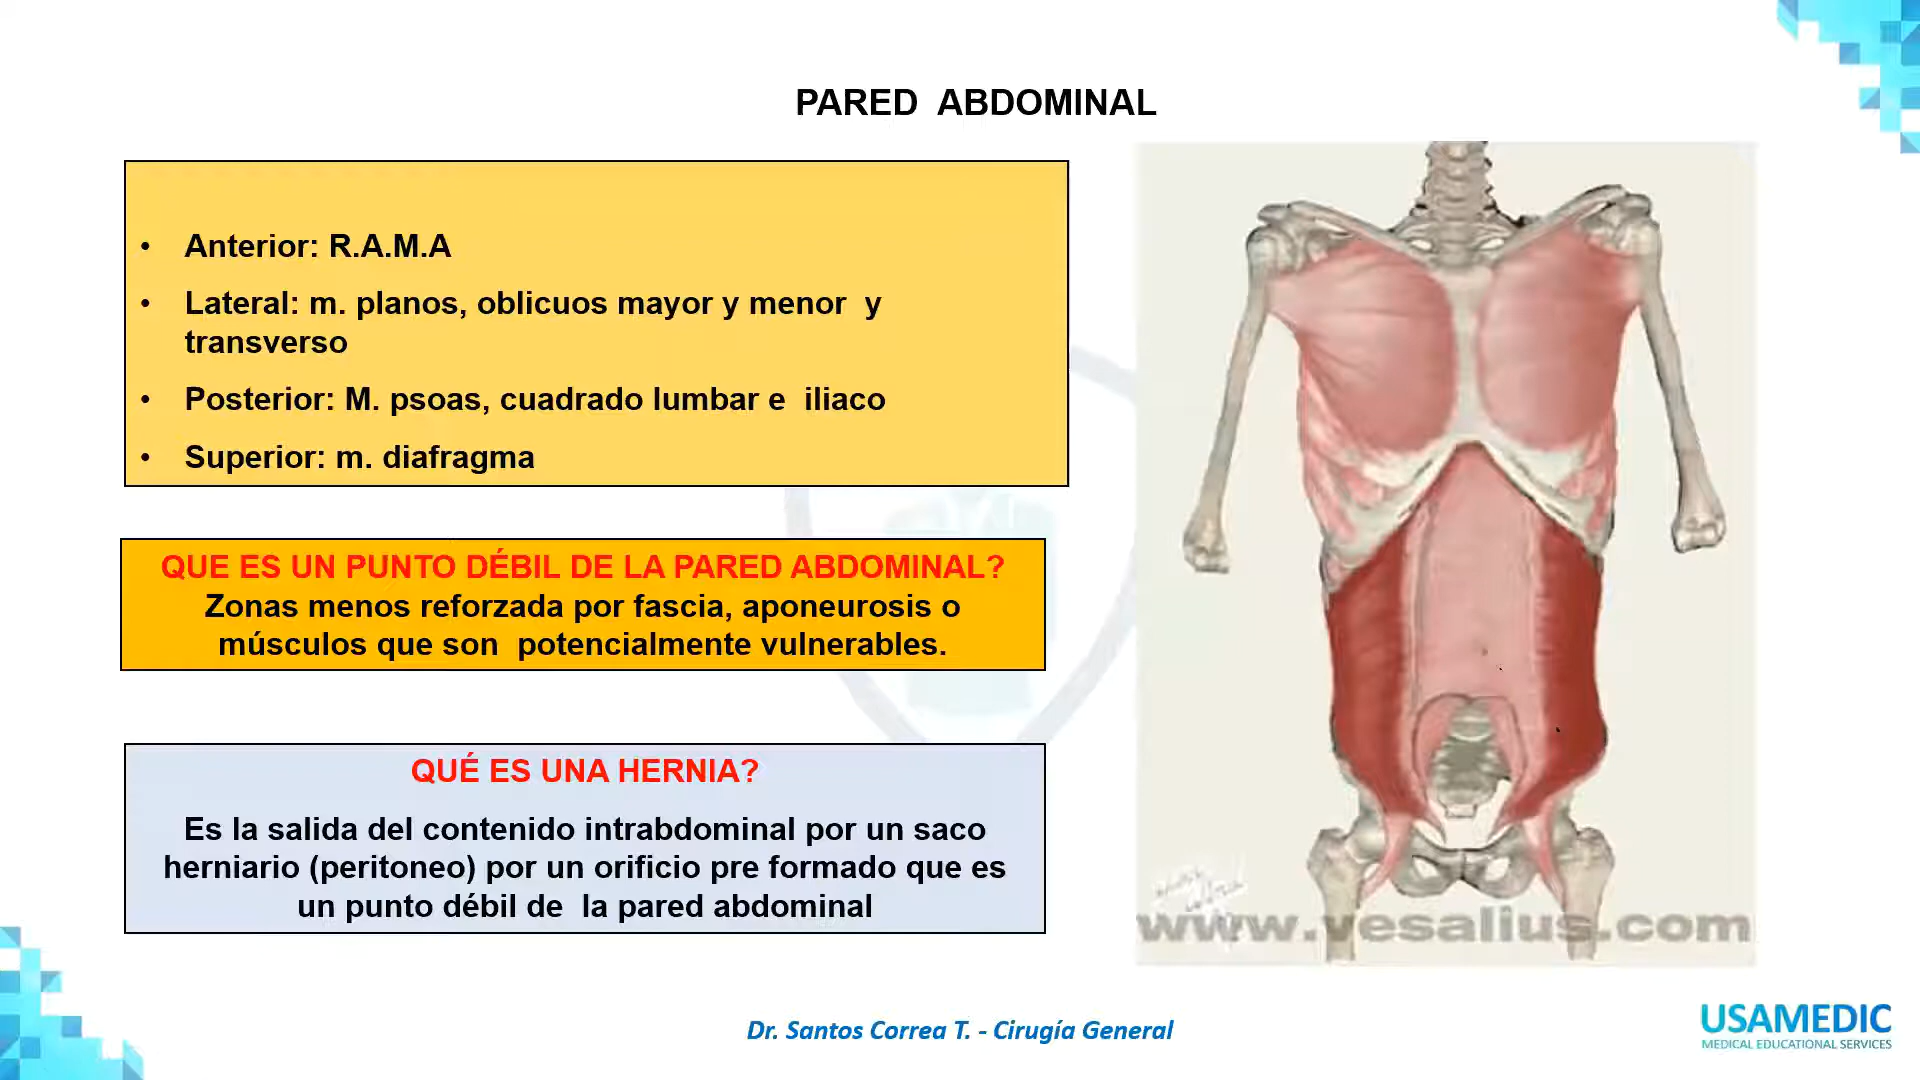 PARED ABDOMINAL
• Anterior: R.A.M.A
• Lateral: m. planos, oblicuos mayor y menor y
transverso
• Posterior: M. psoas, cuadrado lumbar e iliaco
• Superior: m. diafragma
QUE ES UN PUNTO DÉBIL DE LA PARED ABDOMINAL?
Zonas menos reforzada por fascia, aponeurosis o
músculos que son potencialmente vulnerables.
QUÉ ES UNA HERNIA?
Es la salida del contenido intrabdominal por un saco
herniario (peritoneo) por un orificio pre formado que es
un punto débil de la pared abdominal
www.vesalius.com
Dr. Santos Correa T. - Cirugía General
USAMEDIC
MEDICAL EDUCATIONAL SERVICES